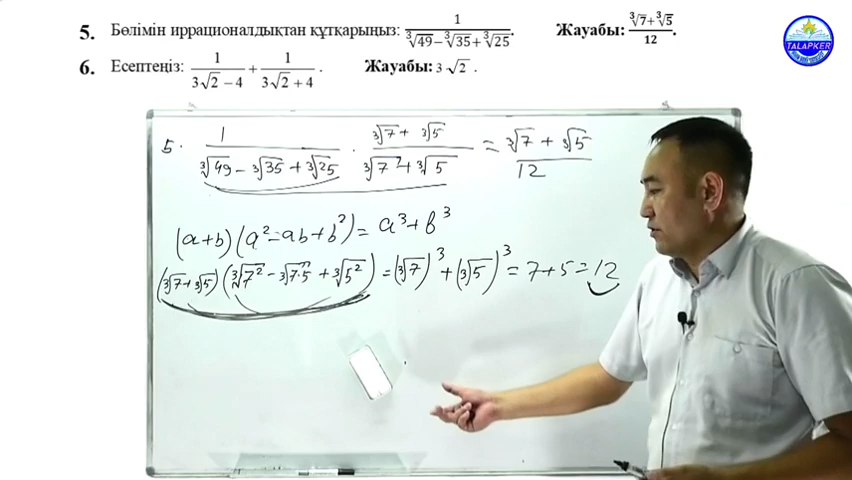 5. Бөлімін иррационалдықтан құтқарыңыз: 1/(∛49−∛35+∛25). Жауабы: (∛7+∛5)/12.
TALAPKER
6. Есептеңіз: 1/(3√2−4) + 1/(3√2+4). Жауабы: 3√2.
5. 1/(∛49 − ∛35 + ∛25) · (∛7 + ∛5)/(∛7 + ∛5) = (∛7 + ∛5)/12
(a+b)(a²−ab+b²) = a³+b³
(∛7+∛5)(∛7² − ∛7·5 + ∛5²) = (∛7)³ + (∛5)³ = 7+5=12